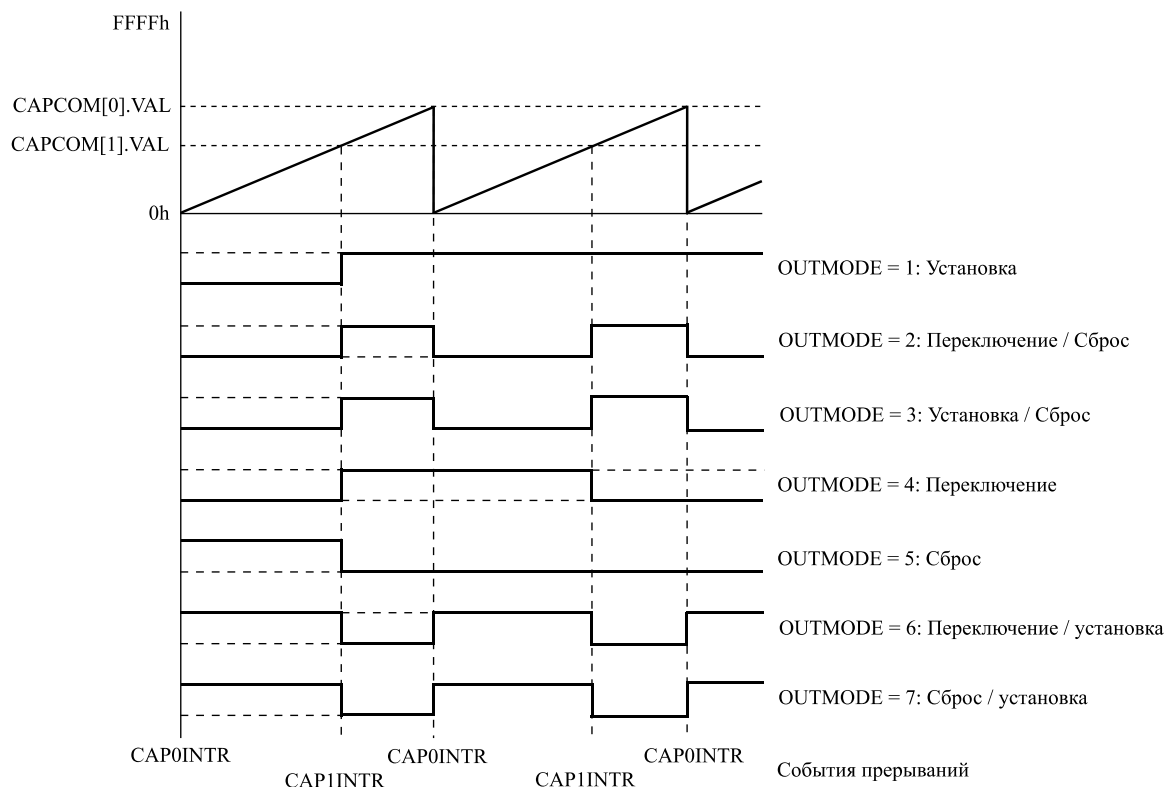 FFFFh
CAPCOM[0].VAL
CAPCOM[1].VAL
0h
OUTMODE = 1: Установка
OUTMODE = 2: Переключение / Сброс
OUTMODE = 3: Установка / Сброс
OUTMODE = 4: Переключение
OUTMODE = 5: Сброс
OUTMODE = 6: Переключение / установка
OUTMODE = 7: Сброс / установка
CAP0INTR CAP0INTR CAP0INTR
CAP1INTR CAP1INTR
События прерываний